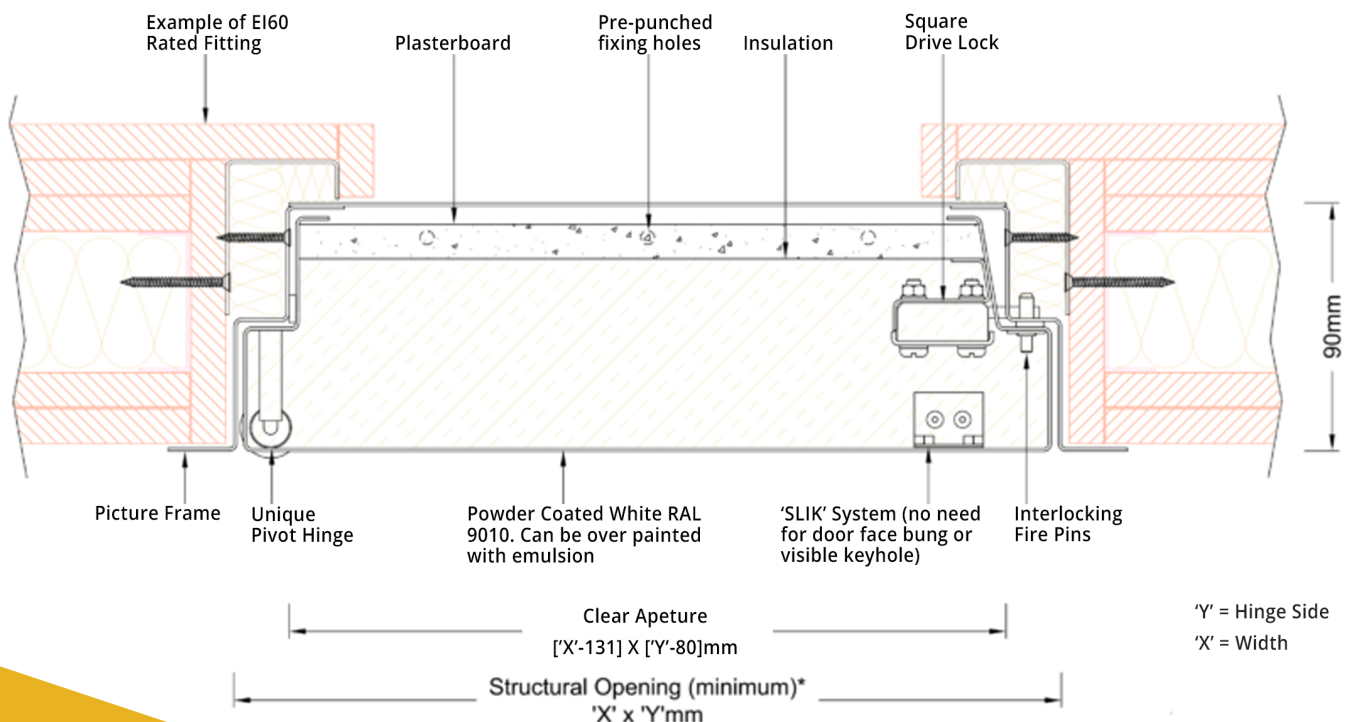 Example of EI60
Rated Fitting
Plasterboard
Pre-punched
fixing holes
Insulation
Square
Drive Lock
90mm
Picture Frame
Unique
Pivot Hinge
Powder Coated White RAL
9010. Can be over painted
with emulsion
‘SLIK’ System (no need
for door face bung or
visible keyhole)
Interlocking
Fire Pins
Clear Apeture
['X'-131] X ['Y'-80]mm
‘Y’ = Hinge Side
‘X’ = Width
Structural Opening (minimum)*
'X' x 'Y'mm